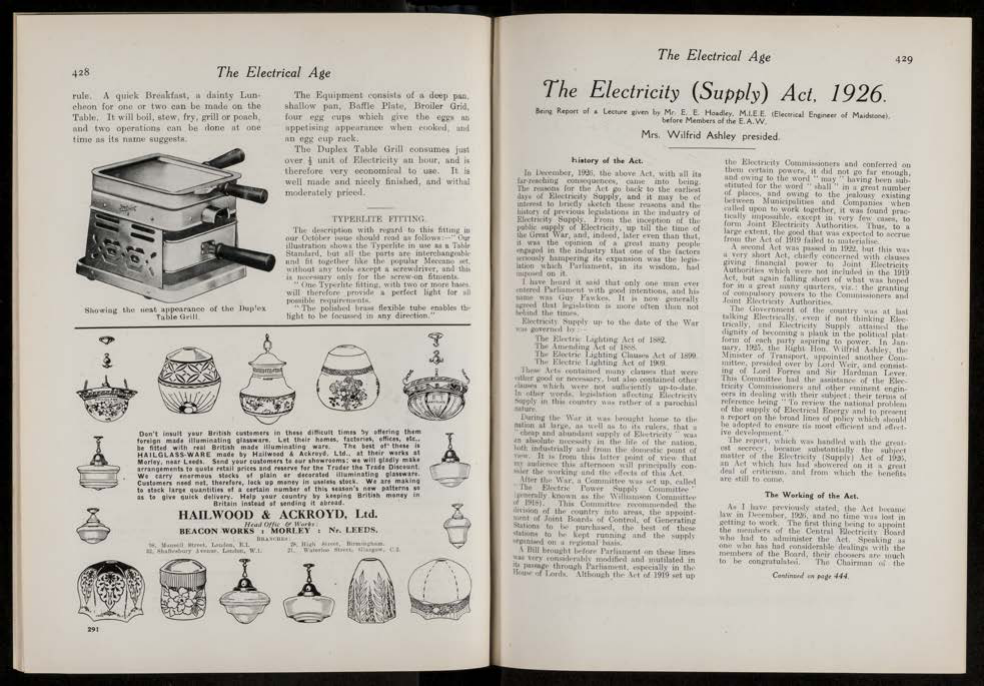 428
The Electrical Age
rule. A quick Breakfast, a dainty Lun-
cheon for one or two can be made on the
Table. It will boil, stew, fry, grill or poach,
and two operations can be done at one
time as its name suggests.
Showing the neat appearance of the Duplex
Table Grill.
The Equipment consists of a deep pan,
shallow pan, Baffle Plate, Broiler Grid,
four egg cups which give the eggs an
appetising appearance when cooked, and
an egg cup rack.
The Duplex Table Grill consumes just
over ½ unit of Electricity an hour, and is
therefore very economical to use. It is
well made and nicely finished, and withal
moderately priced.
TYPERLITE FITTING.
The description with regard to this fitting in
our October issue should read as follows:—" Our
illustration shows the Typerlite in use as a Table
Standard, but all the parts are interchangeable
and fit together like the popular Meccano set,
without any tools except a screwdriver, and this
is necessary only for the screw-on fitments.
" One Typerlite fitting, with two or more bases,
will therefore provide a perfect light for all
possible requirements.
" The polished brass flexible tube enables the
light to be focussed in any direction."
Don't insult your British customers in these difficult times by offering them
foreign made illuminating glassware. Let their homes, factories, offices, etc.,
be fitted with real British made illuminating ware. The best of these is
HAILGLASS-WARE made by Hailwood & Ackroyd, Ltd., at their works at
Morley, near Leeds. Send your customers to our showrooms; we will gladly make
arrangements to quote retail prices and reserve for the Trader the Trade Discount.
We carry enormous stocks of plain or decorated illuminating glassware.
Customers need not, therefore, lock up money in useless stock. We are making
to stock large quantities of a certain number of this season's new patterns so
as to give quick delivery. Help your country by keeping British money in
Britain instead of sending it abroad.
HAILWOOD & ACKROYD, Ltd.
Head Office & Works:
BEACON WORKS : MORLEY : Nr. LEEDS.
BRANCHES:
Mansell Street, London, E.1. 29, High Street, Birmingham.
Shaftesbury Avenue, London, W.1. 21, Waterloo Street, Glasgow, C.2.
291
The Electrical Age
429
The Electricity (Supply) Act, 1926.
Being Report of a Lecture given by Mr. E. E. Hoadley, M.I.E.E. (Electrical Engineer of Maidstone),
before Members of the E.A.W.
Mrs. Wilfrid Ashley presided.
History of the Act.
In December, 1926, the above Act, with all its
far-reaching consequences, came into being.
The reasons for the Act go back to the earliest
days of Electricity Supply, and it may be of
interest to briefly sketch those reasons and the
history of previous legislations in the industry of
Electricity Supply. From the inception of the
public supply of Electricity, up till the time of
the Great War, and, indeed, later even than that,
it was the opinion of a great many people
engaged in the industry that one of the factors
seriously hampering its expansion was the legis-
lation which Parliament, in its wisdom, had
imposed on it.
I have heard it said that only one man ever
entered Parliament with good intentions, and his
name was Guy Fawkes. It is now generally
agreed that legislation is more often than not
behind the times.
Electricity Supply up to the date of the War
was governed by:—
The Electric Lighting Act of 1882.
The Amending Act of 1888.
The Electric Lighting Clauses Act of 1899.
The Electric Lighting Act of 1909.
These Acts contained many clauses that were
either good or necessary, but also contained other
clauses which were not sufficiently up-to-date.
In other words, legislation affecting Electricity
Supply in this country was rather of a parochial
nature.
During the War it was brought home to the
nation at large, as well as to its rulers, that a
" cheap and abundant supply of Electricity " was
an absolute necessity in the life of the nation,
both industrially and from the domestic point of
view. It is from this latter point of view that
my audience this afternoon will principally con-
sider the working and the effects of this Act.
After the War, a Committee was set up, called
" The Electric Power Supply Committee "
(generally known as the Williamson Committee
of 1918). This Committee recommended the
division of the country into areas, the appoint-
ment of Joint Boards of Control, of Generating
Stations to be purchased, the best of these
stations to be kept running and the supply
organised on a regional basis.
A Bill brought before Parliament on these lines
was very considerably modified and mutilated in
its passage through Parliament, especially in the
House of Lords. Although the Act of 1919 set up
the Electricity Commissioners and conferred on
them certain powers, it did not go far enough,
and owing to the word " may " having been sub-
stituted for the word " shall " in a great number
of places, and owing to the jealousy existing
between Municipalities and Companies when
called upon to work together, it was found prac-
tically impossible, except in very few cases, to
form Joint Electricity Authorities. Thus, to a
large extent, the good that was expected to accrue
from the Act of 1919 failed to materialise.
A second Act was passed in 1922, but this was
a very short Act, chiefly concerned with clauses
giving financial power to Joint Electricity
Authorities which were not included in the 1919
Act, but again falling short of what was hoped
for in a great many quarters, viz.: the granting
of compulsory powers to the Commissioners and
Joint Electricity Authorities.
The Government of the country was at last
talking Electrically, even if not thinking Elec-
trically, and Electricity Supply attained the
dignity of becoming a plank in the political plat-
form of each party aspiring to power. In Jan-
uary, 1925, the Right Hon. Wilfrid Ashley, the
Minister of Transport, appointed another Com-
mittee, presided over by Lord Weir, and consist-
ing of Lord Forres and Sir Hardman Lever.
This Committee had the assistance of the Elec-
tricity Commissioners and other eminent engin-
eers in dealing with their subject; their terms of
reference being " To review the national problem
of the supply of Electrical Energy and to present
a report on the broad lines of policy which should
be adopted to ensure its most efficient and effect-
ive development."
The report, which was handled with the great-
est secrecy, became substantially the subject
matter of the Electricity (Supply) Act of 1926,
an Act which has had showered on it a great
deal of criticism, and from which the benefits
are still to come.
The Working of the Act.
As I have previously stated, the Act became
law in December, 1926, and no time was lost in
getting to work. The first thing being to appoint
the members of the Central Electricity Board
who had to administer the Act. Speaking as
one who has had considerable dealings with the
members of the Board, their choosers are much
to be congratulated. The Chairman of the
Continued on page 444.